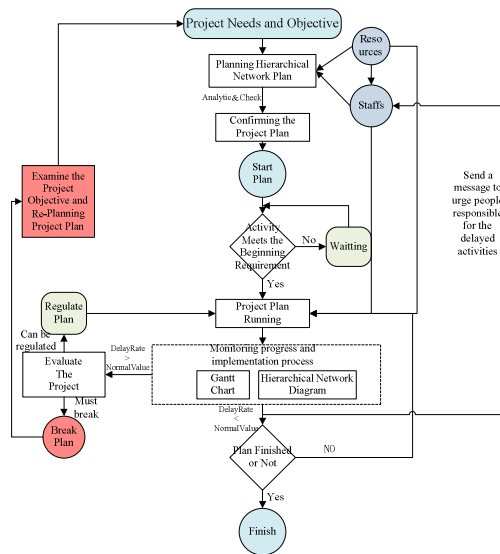 Project Needs and Objective
Planning Hierarchical
Network Plan
Reso
urces
Analytic&Check
Staffs
Confirming the
Project Plan
Start
Plan
Examine the
Project
Objective and
Re-Planning
Project Plan
Send a
message to
urge people
responsible
for the
delayed
activities
Activity
Meets the
Beginning
Requirement
No
Waitting
Yes
Regulate
Plan
Project Plan
Running
Can be
regulated
Monitoring progress and
implementation process
DelayRate
>
NormalValue
Evaluate
The
Project
Gantt
Chart
Hierarchical Network
Diagram
Must
break
DelayRate
<
NormalValue
Break
Plan
Plan Finished
or Not
NO
Yes
Finish